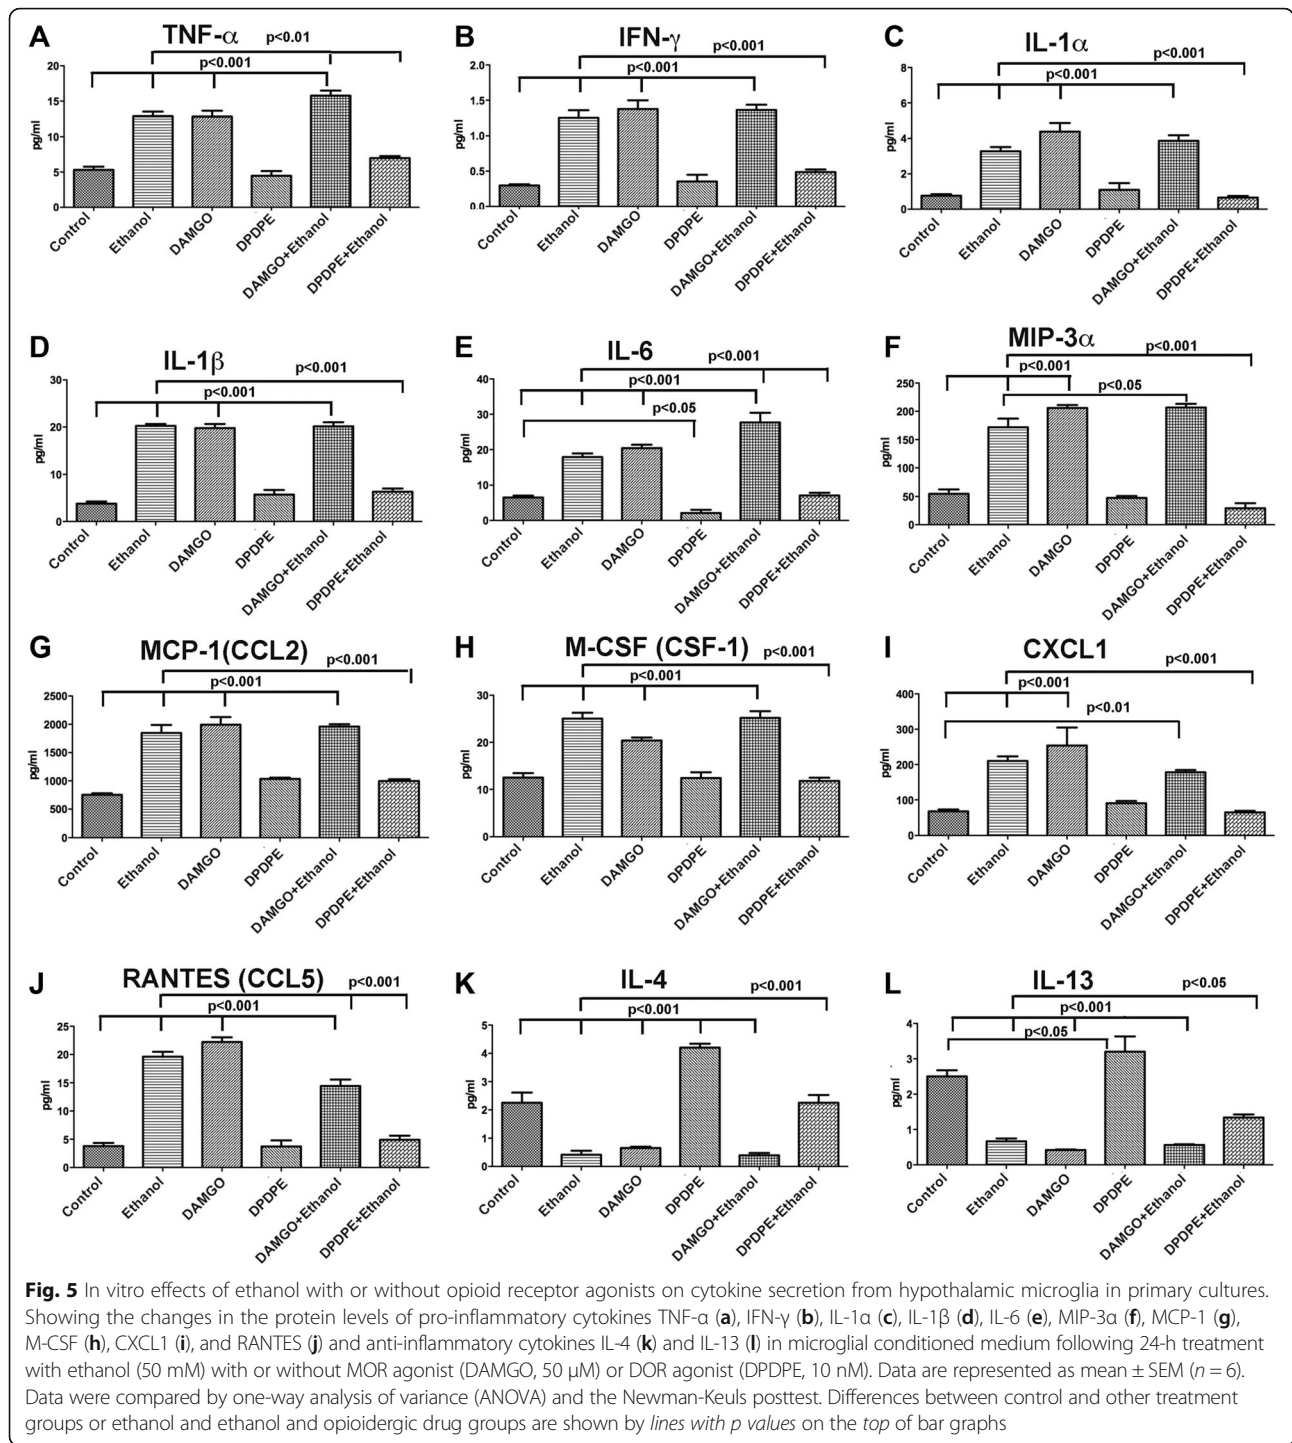 A TNF-α p<0.01
p<0.001
20
15
10
5
0
pg/ml
Control
Ethanol
DAMGO
DPDPE
DAMGO+Ethanol
DPDPE+Ethanol
B IFN-γ p<0.001
p<0.001
2.0
1.5
1.0
0.5
0.0
pg/ml
Control
Ethanol
DAMGO
DPDPE
DAMGO+Ethanol
DPDPE+Ethanol
C IL-1α
p<0.001
p<0.001
8
6
4
2
0
pg/ml
Control
Ethanol
DAMGO
DPDPE
DAMGO+Ethanol
DPDPE+Ethanol
D IL-1β
p<0.001
p<0.001
30
20
10
0
pg/ml
Control
Ethanol
DAMGO
DPDPE
DAMGO+Ethanol
DPDPE+Ethanol
E IL-6
p<0.001
p<0.001
p<0.05
40
30
20
10
0
pg/ml
Control
Ethanol
DAMGO
DPDPE
DAMGO+Ethanol
DPDPE+Ethanol
F MIP-3α
p<0.001
p<0.001
p<0.05
250
200
150
100
50
0
pg/ml
Control
Ethanol
DAMGO
DPDPE
DAMGO+Ethanol
DPDPE+Ethanol
G MCP-1(CCL2)
p<0.001
p<0.001
2500
2000
1500
1000
500
0
pg/ml
Control
Ethanol
DAMGO
DPDPE
DAMGO+Ethanol
DPDPE+Ethanol
H M-CSF (CSF-1) p<0.001
p<0.001
30
20
10
0
pg/ml
Control
Ethanol
DAMGO
DPDPE
DAMGO+Ethanol
DPDPE+Ethanol
I CXCL1
p<0.001
p<0.001
p<0.01
400
300
200
100
0
pg/ml
Control
Ethanol
DAMGO
DPDPE
DAMGO+Ethanol
DPDPE+Ethanol
J RANTES (CCL5) p<0.001
p<0.001
25
20
15
10
5
0
pg/ml
Control
Ethanol
DAMGO
DPDPE
DAMGO+Ethanol
DPDPE+Ethanol
K IL-4 p<0.001
p<0.001
5
4
3
2
1
0
pg/ml
Control
Ethanol
DAMGO
DPDPE
DAMGO+Ethanol
DPDPE+Ethanol
L IL-13 p<0.05
p<0.001
p<0.05
4
3
2
1
0
pg/ml
Control
Ethanol
DAMGO
DPDPE
DAMGO+Ethanol
DPDPE+Ethanol
Fig. 5 In vitro effects of ethanol with or without opioid receptor agonists on cytokine secretion from hypothalamic microglia in primary cultures.
Showing the changes in the protein levels of pro-inflammatory cytokines TNF-α (a), IFN-γ (b), IL-1α (c), IL-1β (d), IL-6 (e), MIP-3α (f), MCP-1 (g),
M-CSF (h), CXCL1 (i), and RANTES (j) and anti-inflammatory cytokines IL-4 (k) and IL-13 (l) in microglial conditioned medium following 24-h treatment
with ethanol (50 mM) with or without MOR agonist (DAMGO, 50 μM) or DOR agonist (DPDPE, 10 nM). Data are represented as mean ± SEM (n = 6).
Data were compared by one-way analysis of variance (ANOVA) and the Newman-Keuls posttest. Differences between control and other treatment
groups or ethanol and ethanol and opioidergic drug groups are shown by lines with p values on the top of bar graphs